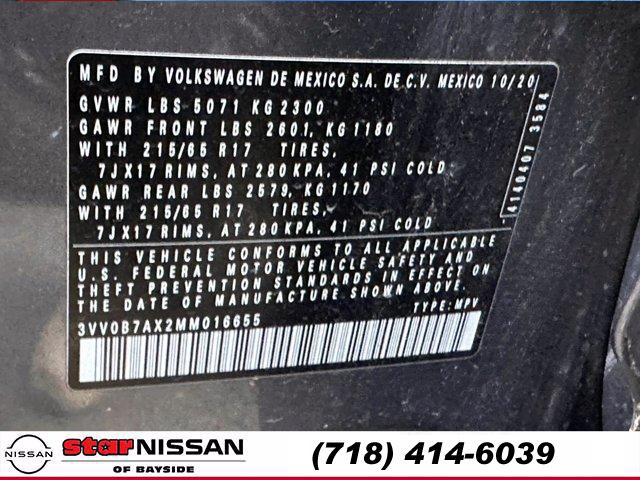 MFD BY VOLKSWAGEN DE MEXICO S.A. DE C.V. MEXICO 10/20
GVWR LBS 5071 KG 2300
GAWR FRONT LBS 2601, KG 1180
WITH 215/65 R17 TIRES,
7JX17 RIMS, AT 280 KPA, 41 PSI COLD
GAWR REAR LBS 2579, KG 1170
WITH 215/65 R17 TIRES,
7JX17 RIMS, AT 280 KPA, 41 PSI COLD
THIS VEHICLE CONFORMS TO ALL APPLICABLE
U.S. FEDERAL MOTOR VEHICLE SAFETY AND
THEFT PREVENTION STANDARDS IN EFFECT ON
THE DATE OF MANUFACTURE SHOWN ABOVE.
3VV0B7AX2MM016655 TYPE: MPV
4140407 3584
NISSAN
star NISSAN
OF BAYSIDE
(718) 414-6039